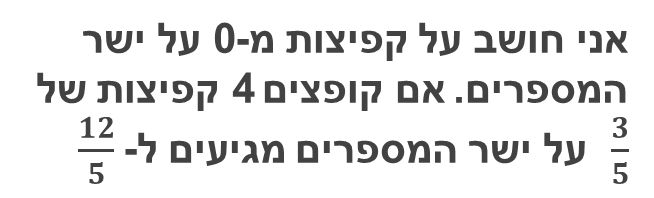 אני חושב על קפיצות מ-0 על ישר
המספרים. אם קופצים 4 קפיצות של
3/5 על ישר המספרים מגיעים ל- 12/5